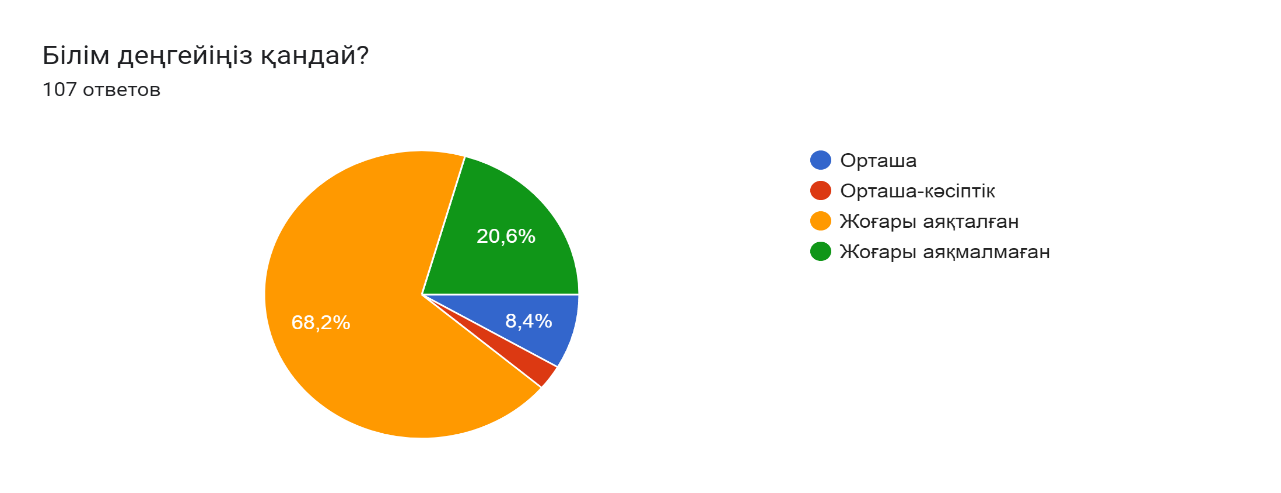 Білім деңгейіңіз қандай?
107 ответов
Орташа
Орташа-кәсіптік
Жоғары аяқталған
Жоғары аяқмалмаған
20,6%
8,4%
68,2%